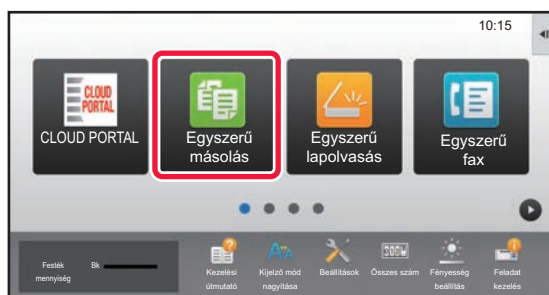 10:15
CLOUD
PORTAL
CLOUD PORTAL
Egyszerű
másolás
Egyszerű
lapolvasás
Egyszerű
fax
Festék
mennyiség
Bk
Kezelési
útmutató
Kijelző mód
nagyítása
Beállítások
Összes szám
Fényesség
beállítás
Feladat
kezelés